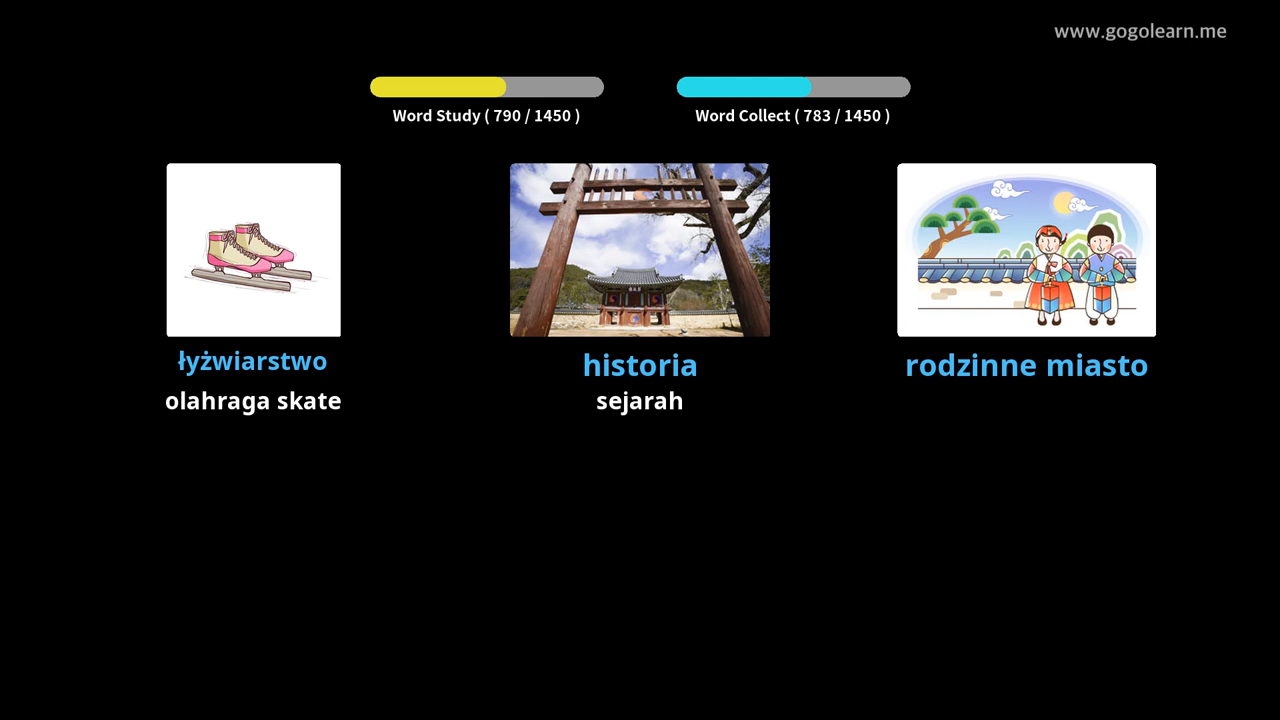 www.gogolearn.me
Word Study ( 790 / 1450 )
Word Collect ( 783 / 1450 )
łyżwiarstwo
olahraga skate
historia
sejarah
rodzinne miasto